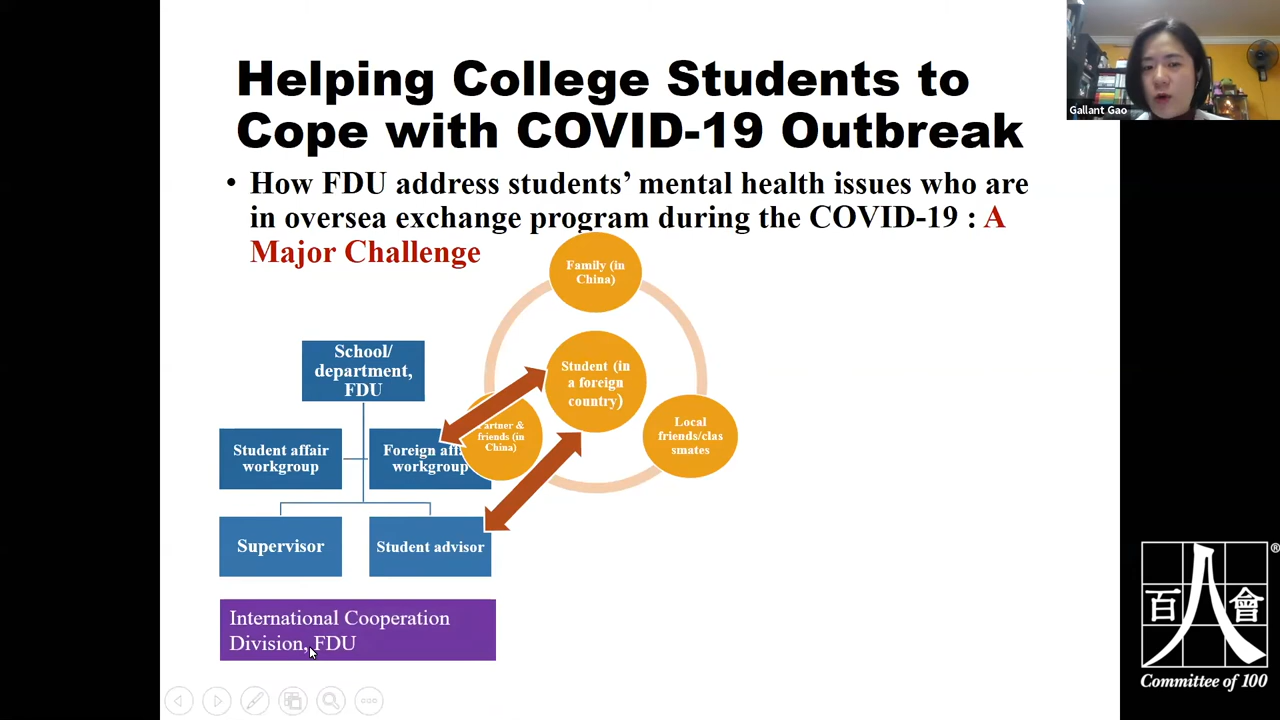 Helping College Students to
Cope with COVID-19 Outbreak
Gallant Gao
• How FDU address students’ mental health issues who are
in oversea exchange program during the COVID-19 : A
Major Challenge
Family (in
China)
School/
department,
FDU
Student (in
a foreign
country)
Partner &
friends (in
China)
Local
friends/clas
smates
Student affair
workgroup
Foreign
workgroup
Supervisor
Student advisor
International Cooperation
Division, FDU
百人會®
Committee of 100